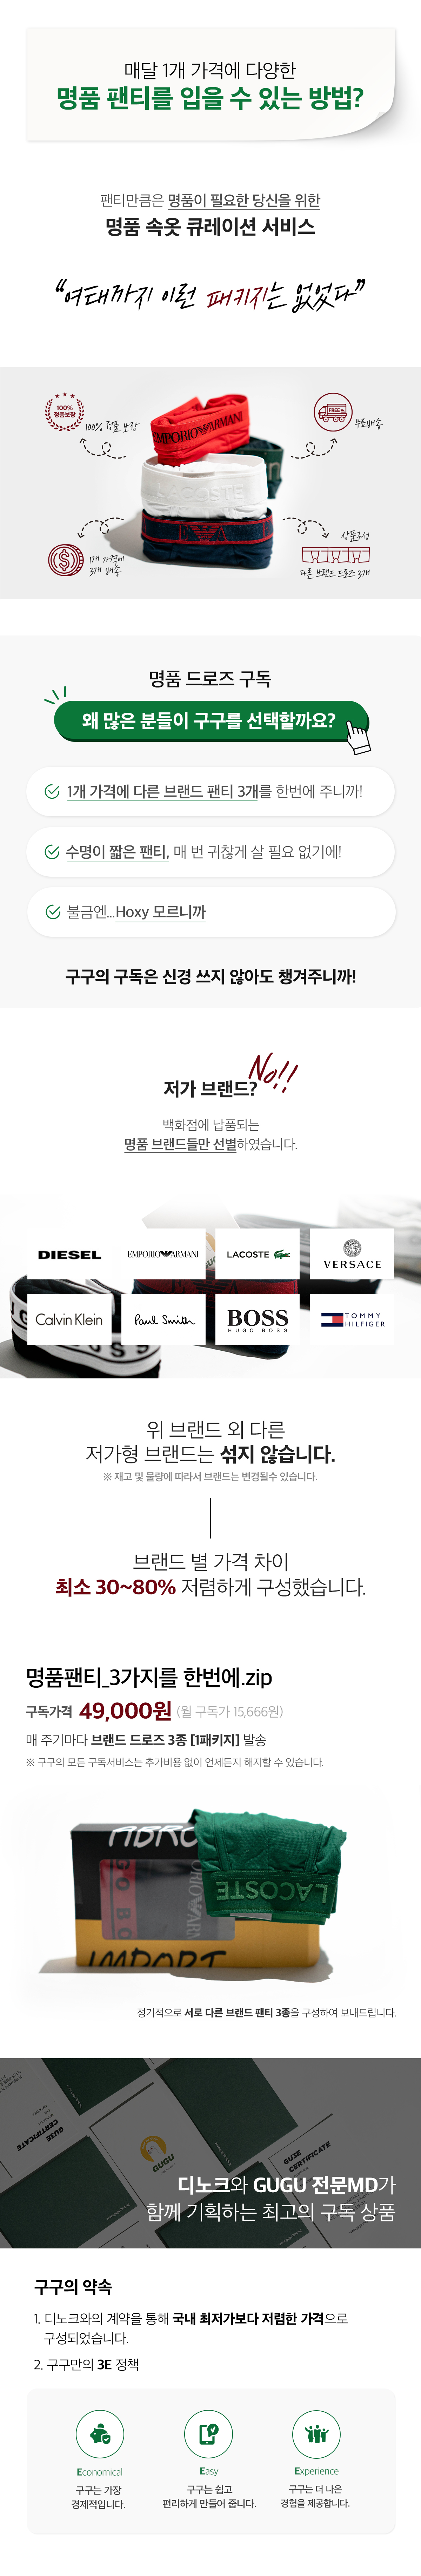 매달 1개 가격에 다양한
명품 팬티를 입을 수 있는 방법?
팬티만큼은 명품이 필요한 당신을 위한
명품 속옷 큐레이션 서비스
“여태까지 이런 패키지는 없었다”
100%
정품보장
100% 정품 보장
FREE
무료배송
EMPORIO ARMANI
LACOSTE
1개 가격에
3개 배송
상품구성
다른 브랜드 드로즈 3개
명품 드로즈 구독
왜 많은 분들이 구구를 선택할까요?
1개 가격에 다른 브랜드 팬티 3개를 한번에 주니까!
수명이 짧은 팬티, 매 번 귀찮게 살 필요 없기에!
불금엔...Hoxy 모르니까
구구의 구독은 신경 쓰지 않아도 챙겨주니까!
No!!
저가 브랜드?
백화점에 납품되는
명품 브랜드들만 선별하였습니다.
DIESEL
EMPORIO ARMANI
LACOSTE
VERSACE
Calvin Klein
Paul Smith
BOSS
HUGO BOSS
TOMMY
HILFIGER
위 브랜드 외 다른
저가형 브랜드는 섞지 않습니다.
※ 재고 및 물량에 따라서 브랜드는 변경될수 있습니다.
브랜드 별 가격 차이
최소 30~80% 저렴하게 구성했습니다.
명품팬티_3가지를 한번에.zip
구독가격 49,000원 (월 구독가 15,666원)
매 주기마다 브랜드 드로즈 3종 [1패키지] 발송
※ 구구의 모든 구독서비스는 추가비용 없이 언제든지 해지할 수 있습니다.
LACOSTE
IMPORT
정기적으로 서로 다른 브랜드 팬티 3종을 구성하여 보내드립니다.
GUGU
GUSE
CERTIFICATE
디노크와 GUGU 전문MD가
함께 기획하는 최고의 구독 상품
구구의 약속
1. 디노크와의 계약을 통해 국내 최저가보다 저렴한 가격으로
구성되었습니다.
2. 구구만의 3E 정책
Economical
구구는 가장
경제적입니다.
Easy
구구는 쉽고
편리하게 만들어 줍니다.
Experience
구구는 더 나은
경험을 제공합니다.